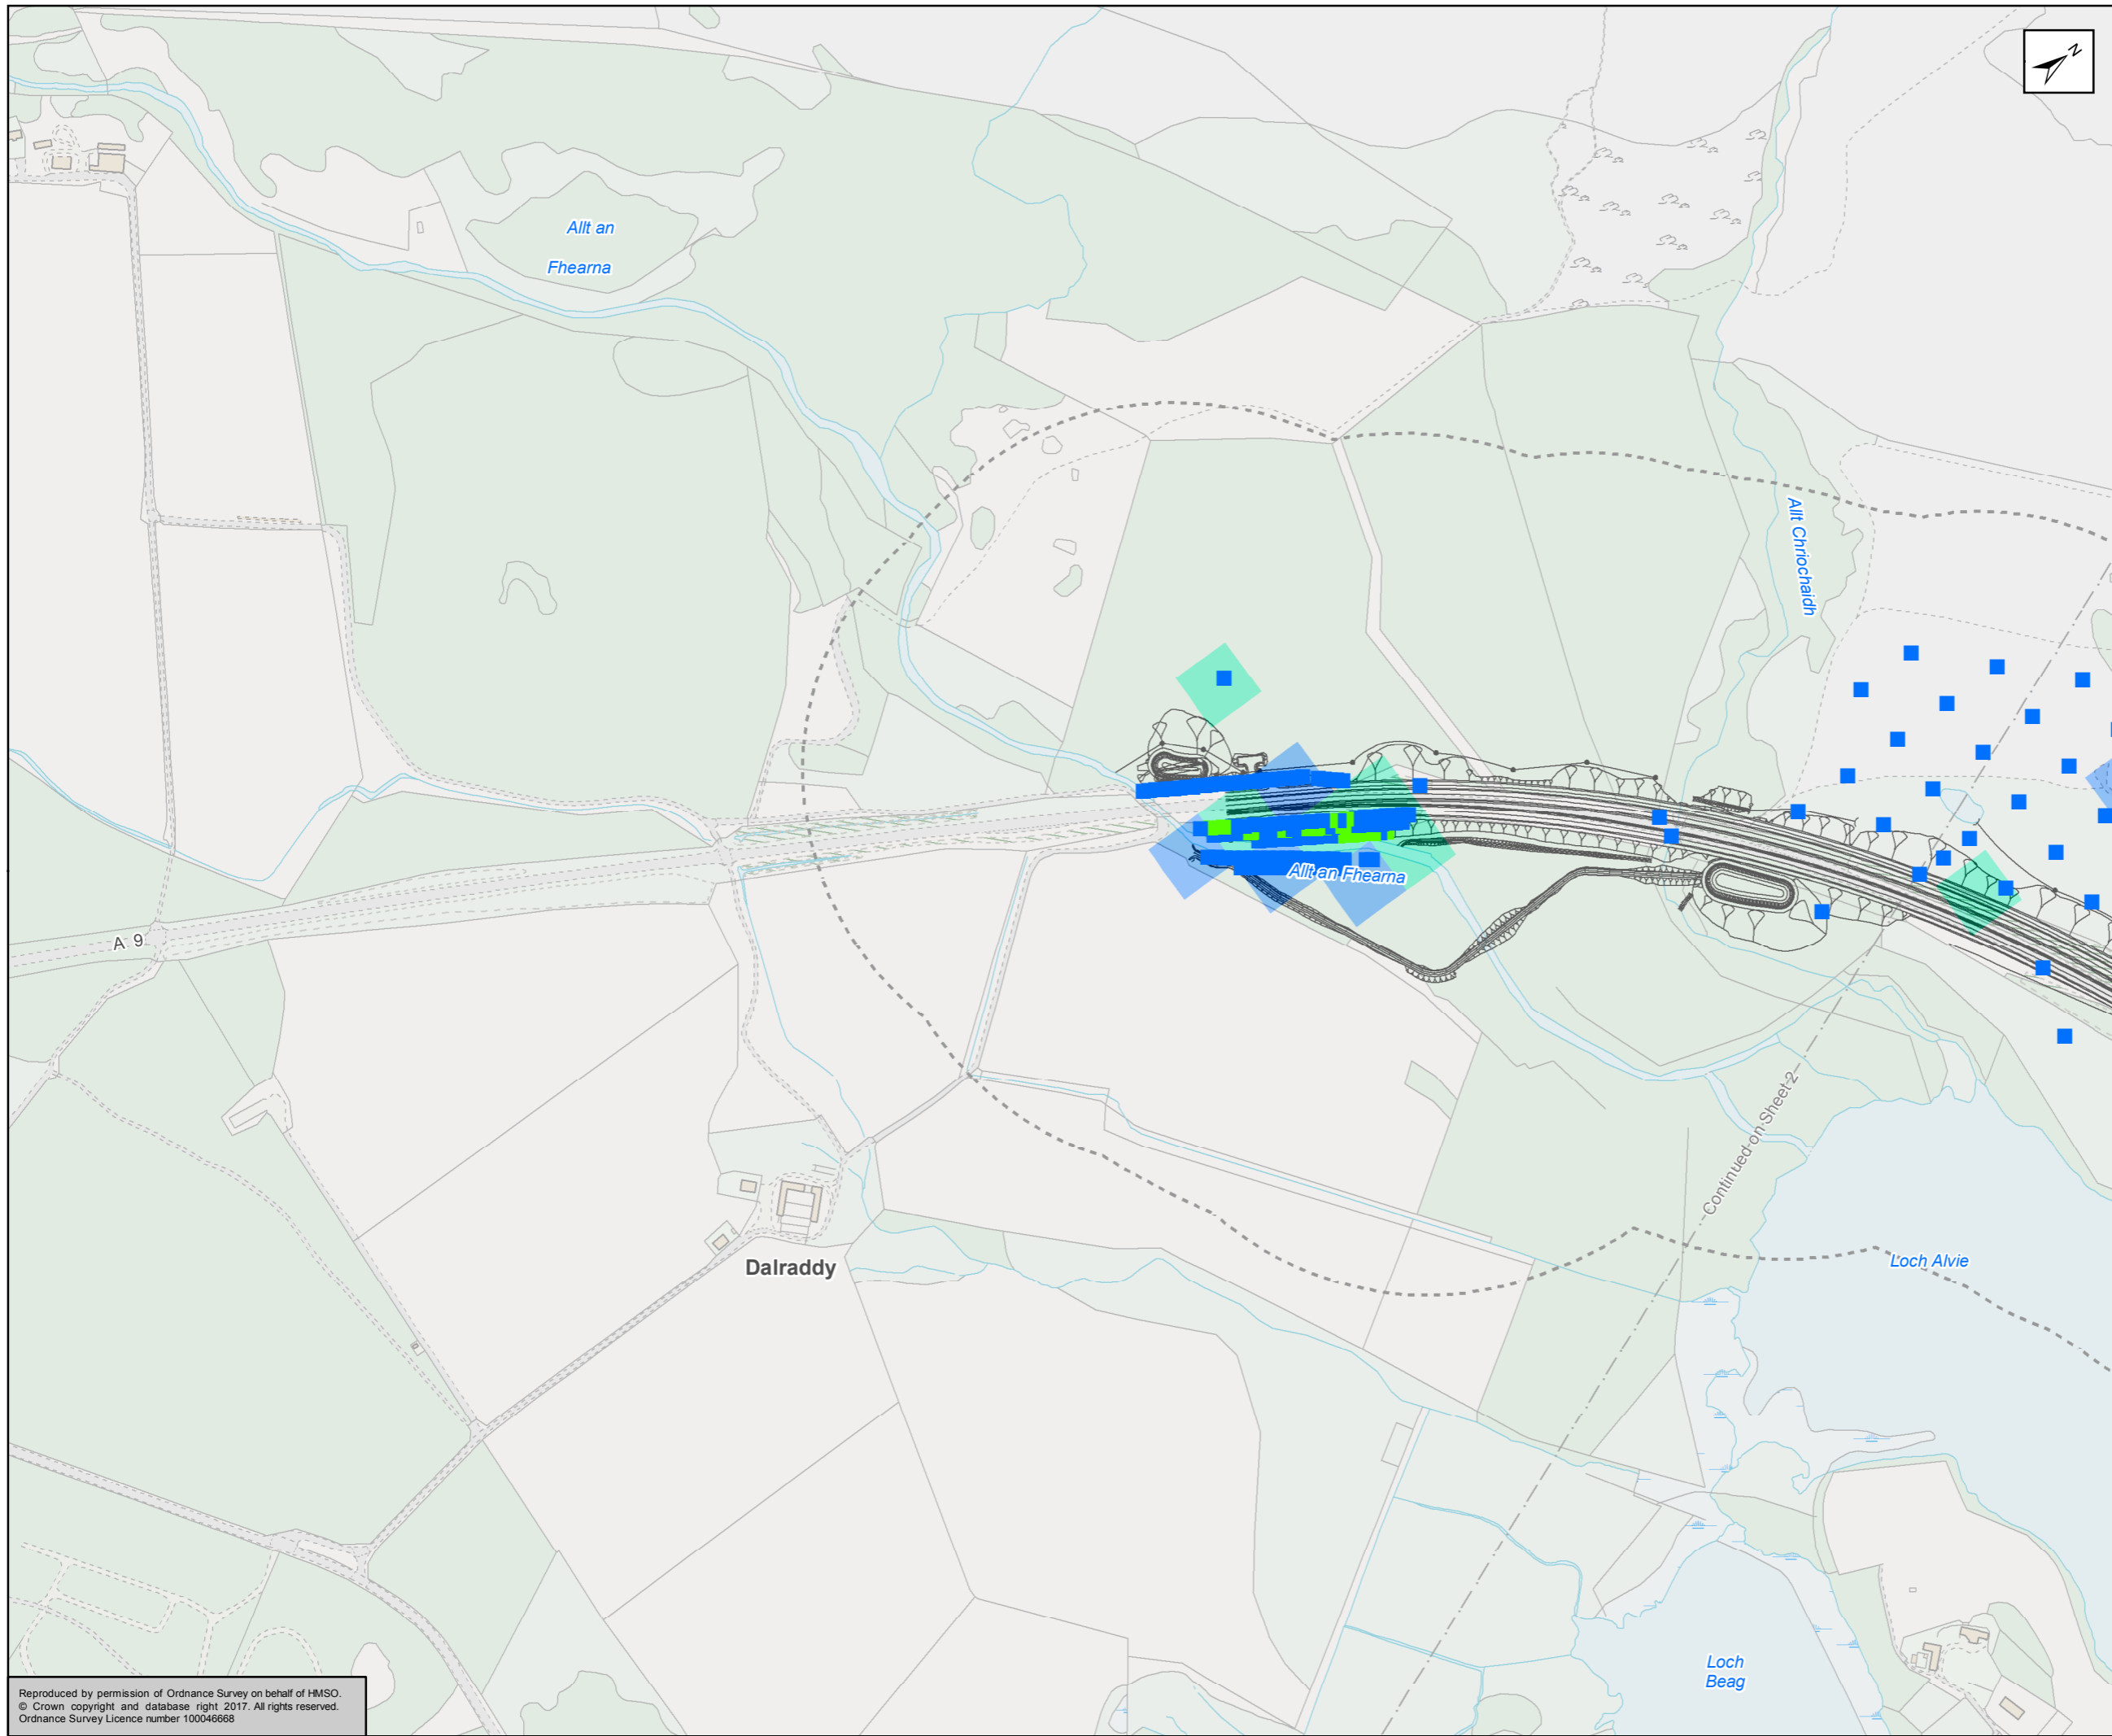 N
Allt an
Fhearna
Allt Chriochaidh
Allt an Fhearna
A 9
Continued on Sheet 2
Dalraddy
Loch Alvie
Loch
Beag
Reproduced by permission of Ordnance Survey on behalf of HMSO.
© Crown copyright and database right 2017. All rights reserved.
Ordnance Survey Licence number 100046668